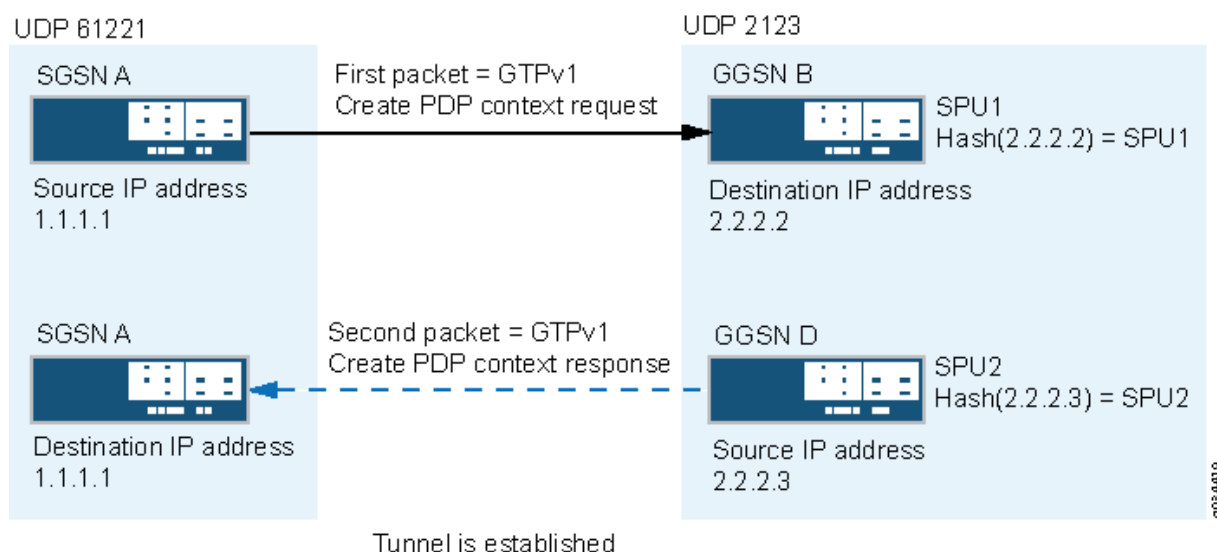 UDP 61221
UDP 2123
SGSN A
First packet = GTPv1
Create PDP context request
GGSN B
SPU1
Hash(2.2.2.2) = SPU1
Source IP address
1.1.1.1
Destination IP address
2.2.2.2
SGSN A
Second packet = GTPv1
Create PDP context response
GGSN D
SPU2
Hash(2.2.2.3) = SPU2
Destination IP address
1.1.1.1
Source IP address
2.2.2.3
Tunnel is established